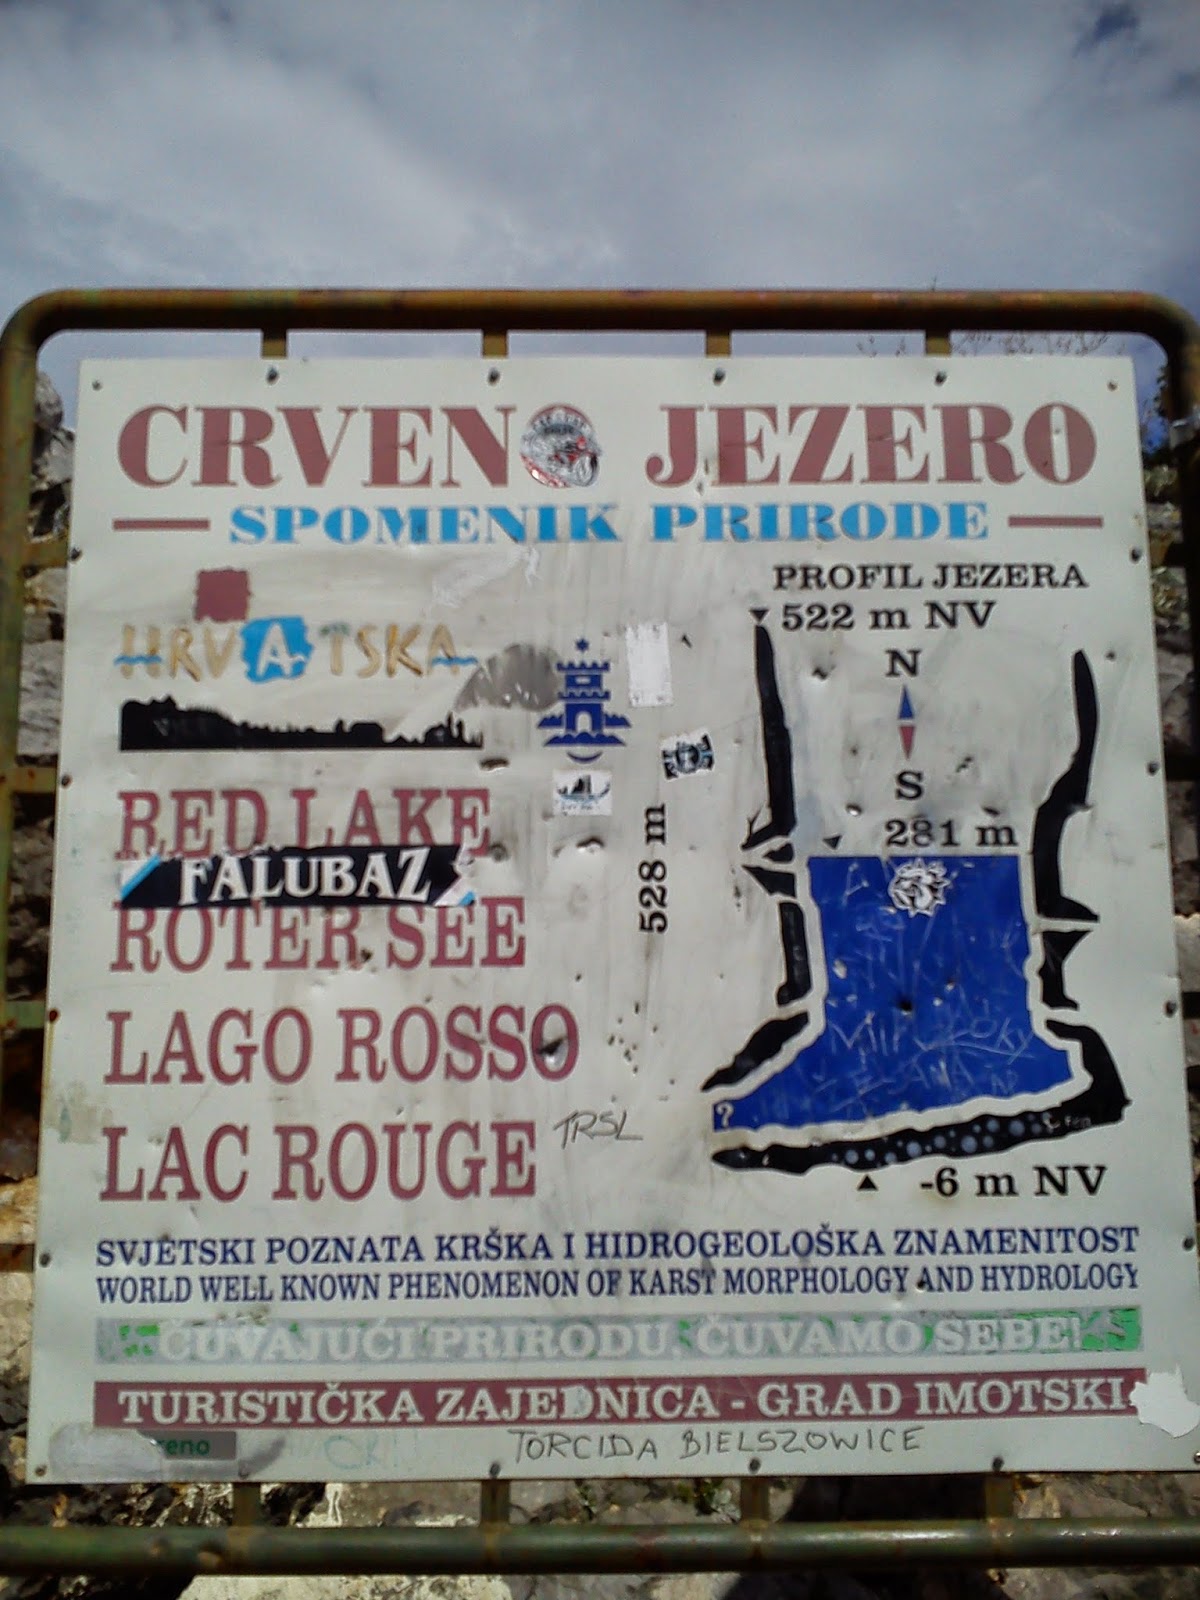 CRVENO JEZERO
SPOMENIK PRIRODE
HRVATSKA
RED LAKE
FALUBAZ
ROTER SEE
LAGO ROSSO
LAC ROUGE
TRSL
PROFIL JEZERA
522 m NV
N
S
281 m
528 m
?
-6 m NV
SVJETSKI POZNATA KRŠKA I HIDROGEOLOŠKA ZNAMENITOST
WORLD WELL KNOWN PHENOMENON OF KARST MORPHOLOGY AND HYDROLOGY
ČUVAJUĆI PRIRODU, ČUVAMO SEBE!
TURISTIČKA ZAJEDNICA - GRAD IMOTSKI
TORCIDA BIELSZOWICE